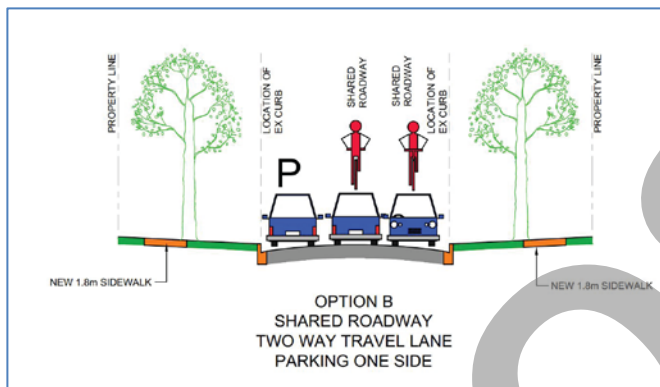 PROPERTY LINE
LOCATION OF
EX CURB
SHARED
ROADWAY
SHARED
ROADWAY
LOCATION OF
EX CURB
PROPERTY LINE
P
NEW 1.8m SIDEWALK
NEW 1.8m SIDEWALK
OPTION B
SHARED ROADWAY
TWO WAY TRAVEL LANE
PARKING ONE SIDE